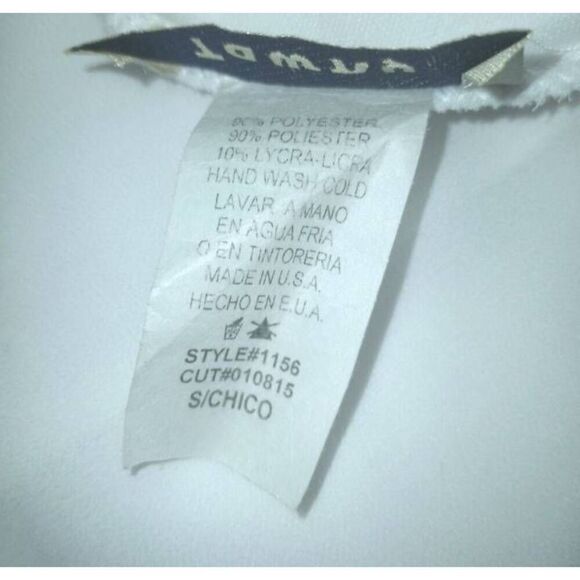 90% POLYESTER
90% POLIESTER
10% LYCRA-LICRA
HAND WASH COLD
LAVAR A MANO
EN AGUA FRIA
O EN TINTORERIA
MADE IN U.S.A.
HECHO EN E.U.A.
STYLE#1156
CUT#010815
S/CHICO